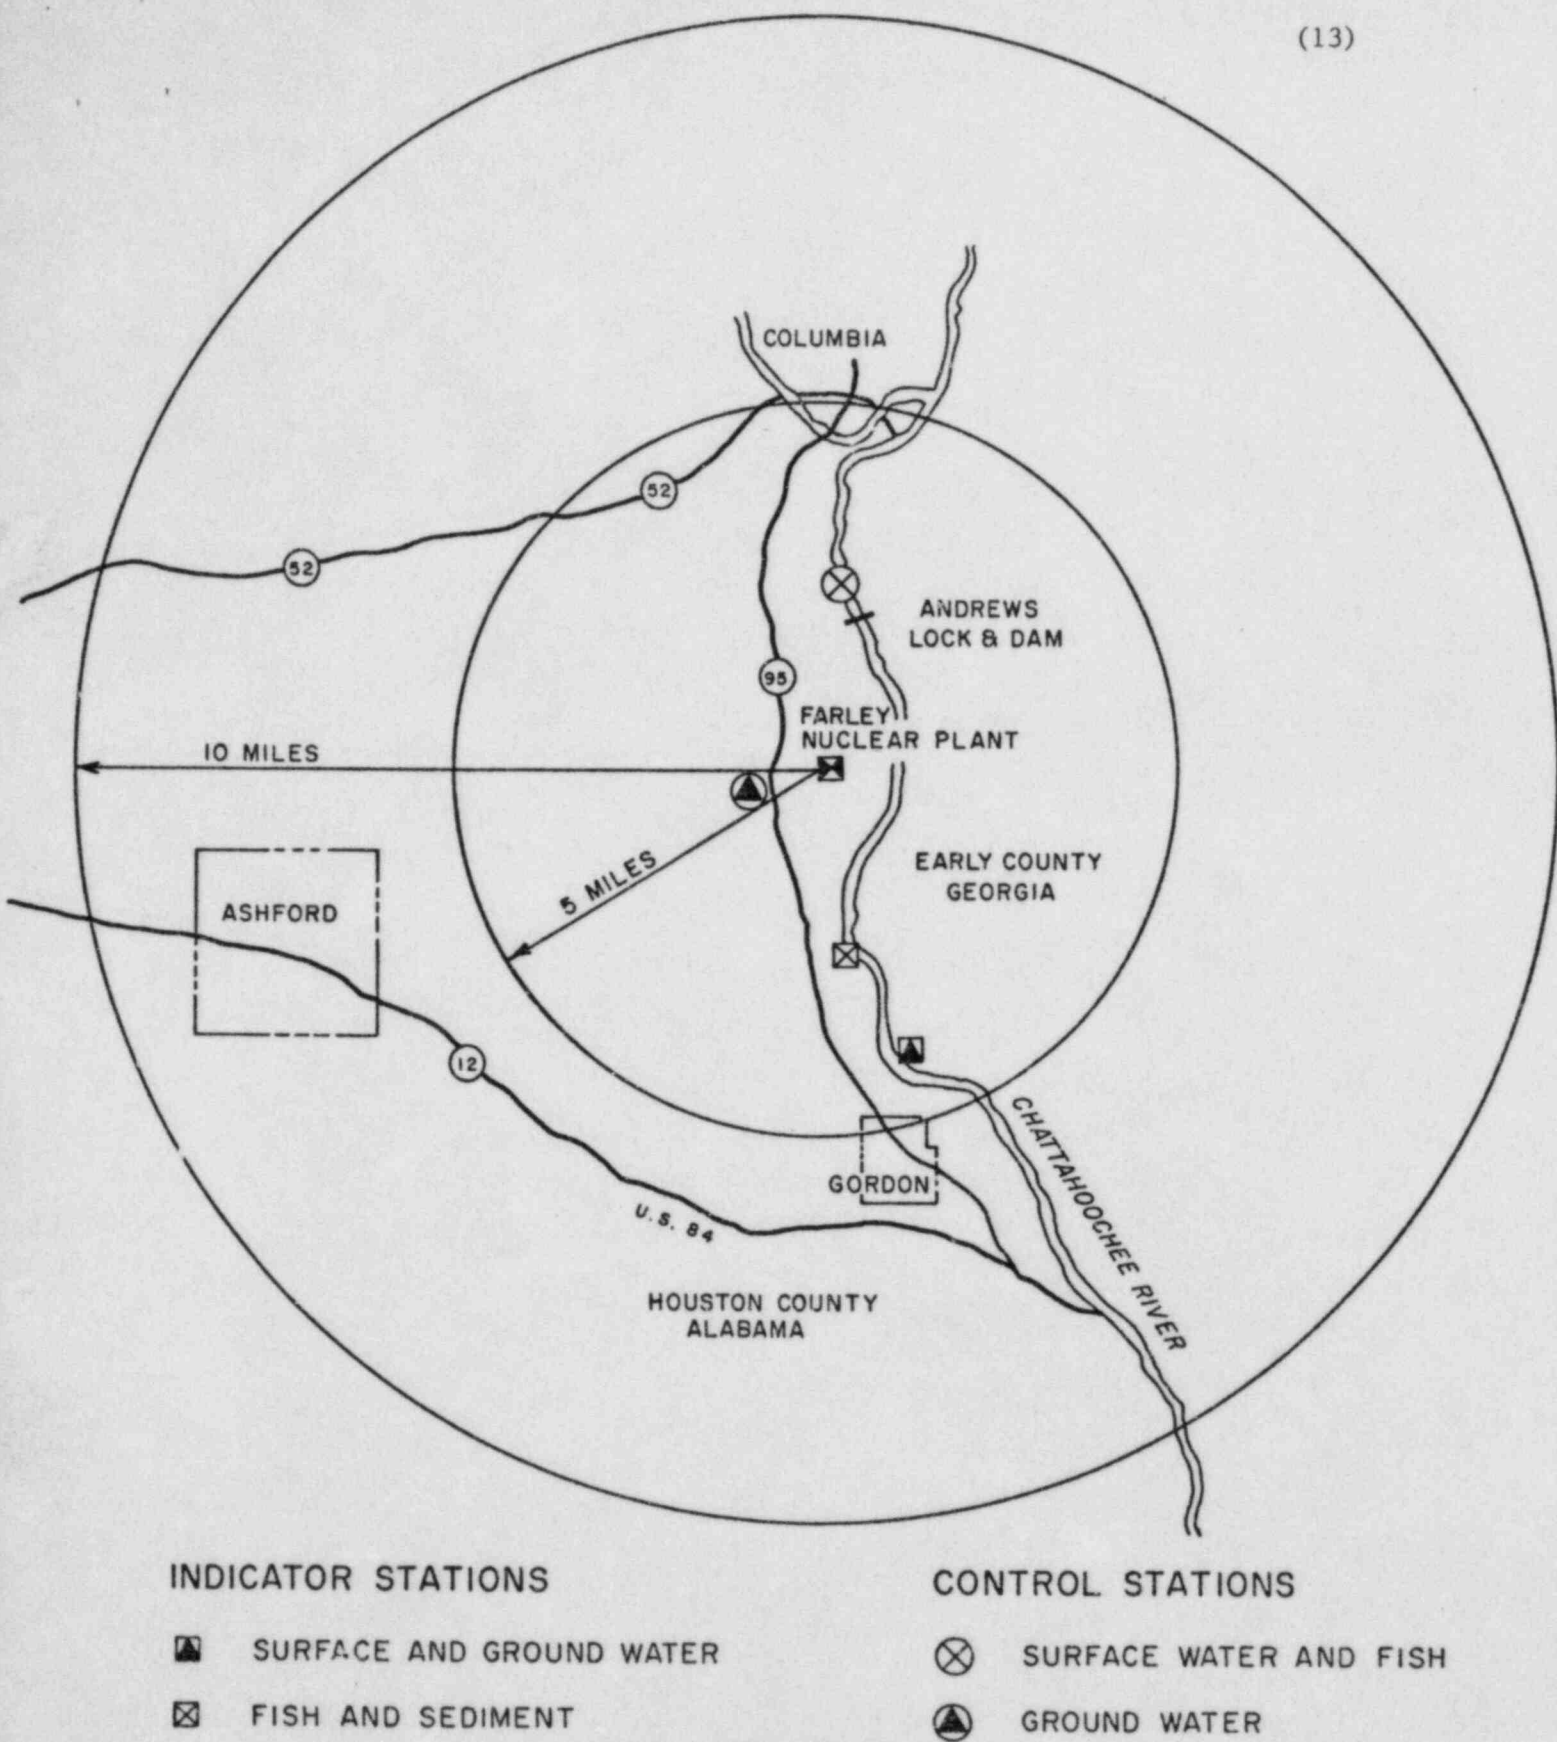 (13)
COLUMBIA
52
52
ANDREWS
LOCK & DAM
95
FARLEY
NUCLEAR PLANT
10 MILES
5 MILES
EARLY COUNTY
GEORGIA
ASHFORD
12
CHATTAHOOCHEE RIVER
GORDON
U.S. 84
HOUSTON COUNTY
ALABAMA
INDICATOR STATIONS
SURFACE AND GROUND WATER
FISH AND SEDIMENT
CONTROL STATIONS
SURFACE WATER AND FISH
GROUND WATER